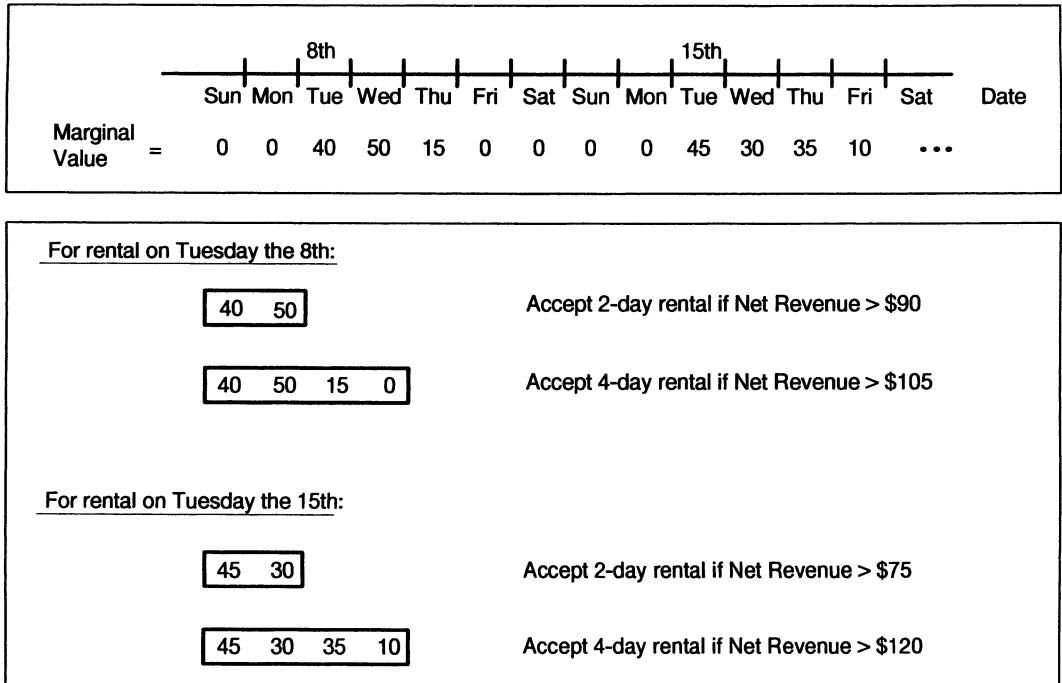 8th 15th
Sun Mon Tue Wed Thu Fri Sat Sun Mon Tue Wed Thu Fri Sat Date
Marginal
Value = 0 0 40 50 15 0 0 0 0 45 30 35 10 •••
For rental on Tuesday the 8th:
40 50 Accept 2-day rental if Net Revenue > $90
40 50 15 0 Accept 4-day rental if Net Revenue > $105
For rental on Tuesday the 15th:
45 30 Accept 2-day rental if Net Revenue > $75
45 30 35 10 Accept 4-day rental if Net Revenue > $120